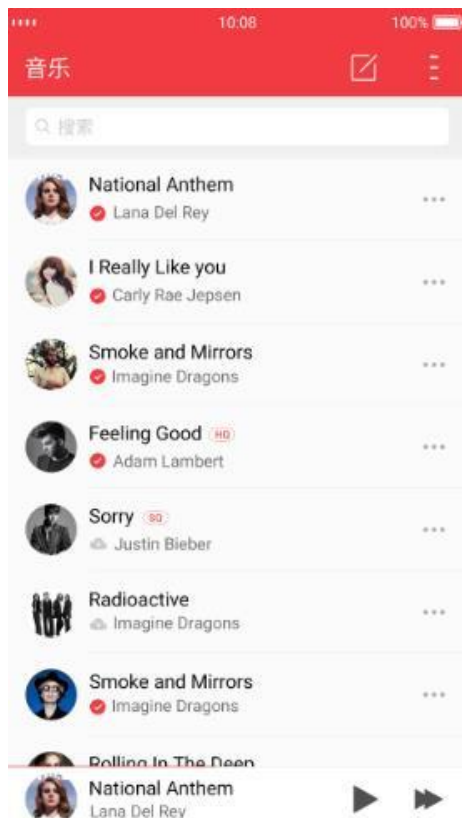 10:08
100%
音乐
搜索
National Anthem
Lana Del Rey
I Really Like you
Carly Rae Jepsen
Smoke and Mirrors
Imagine Dragons
Feeling Good HQ
Adam Lambert
Sorry SQ
Justin Bieber
Radioactive
Imagine Dragons
Smoke and Mirrors
Imagine Dragons
Rolling In The Deep
National Anthem
Lana Del Rey